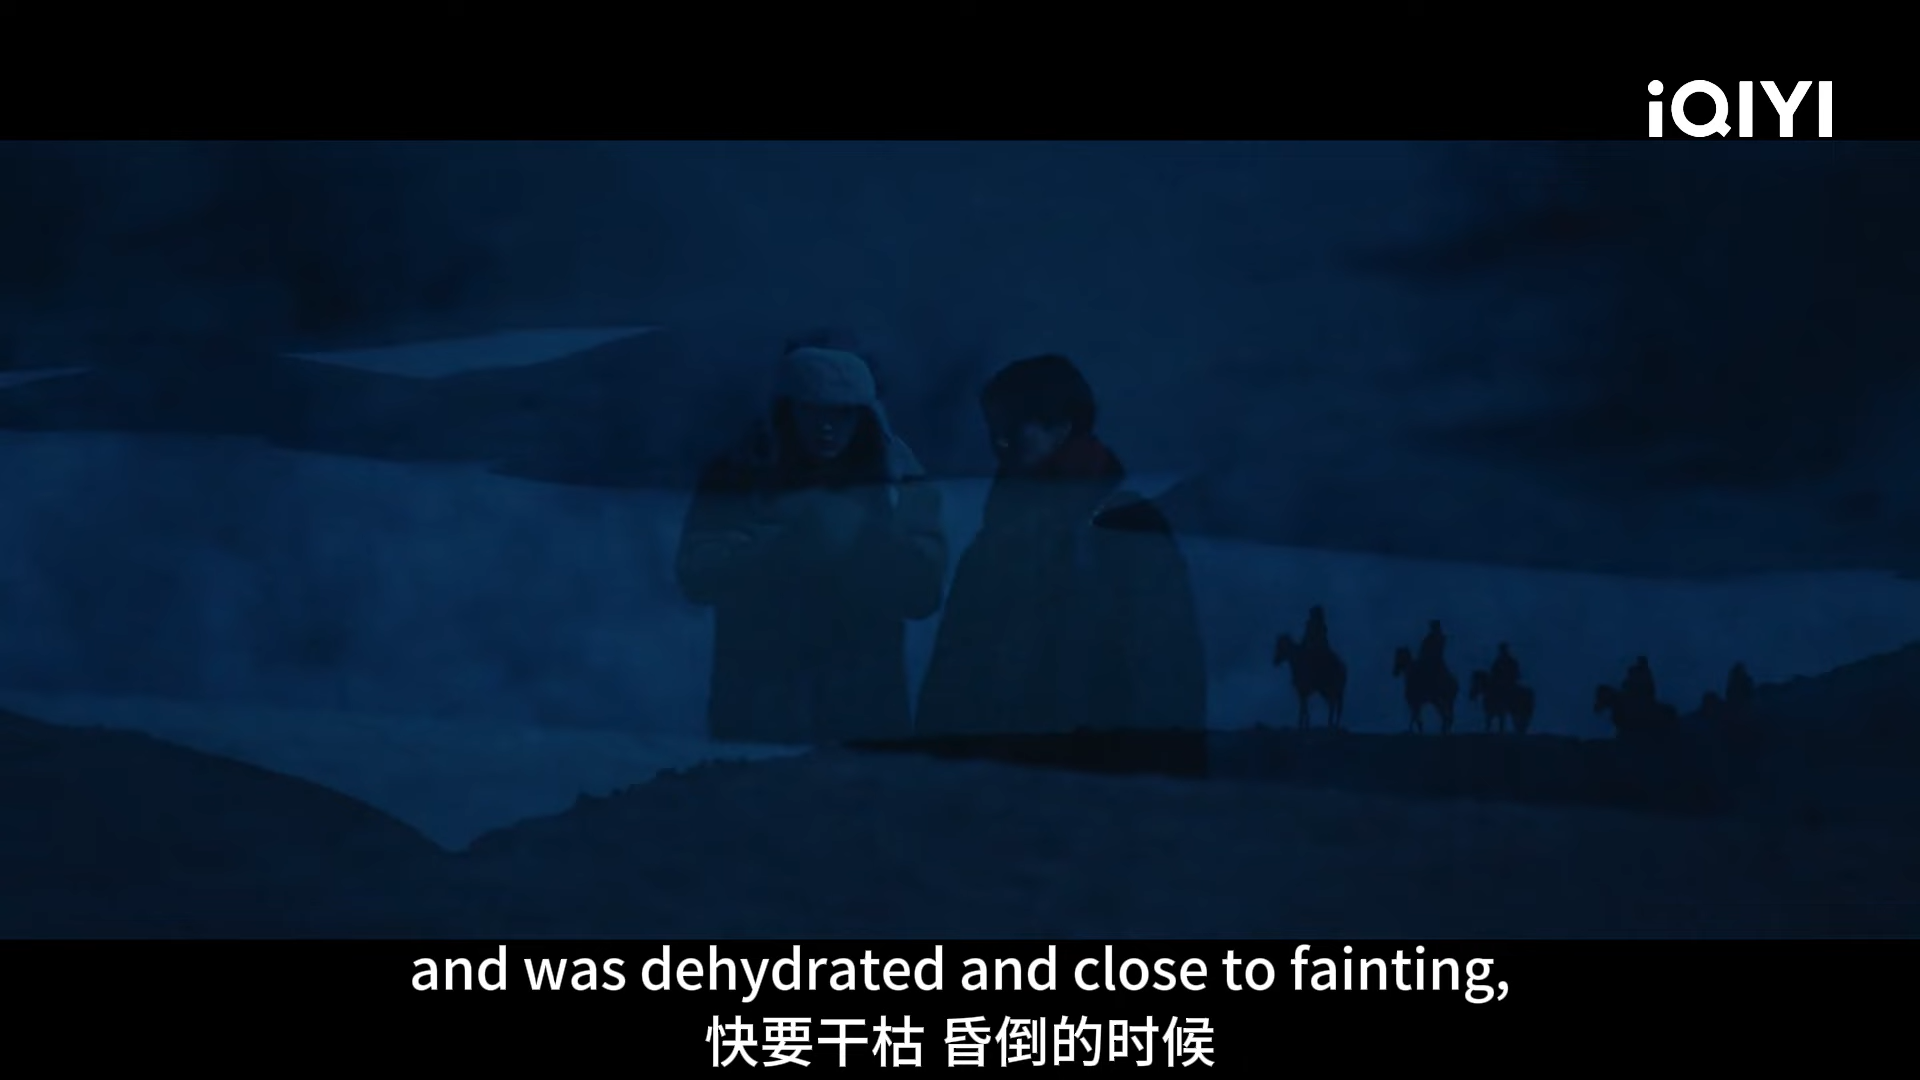 iQIYI
and was dehydrated and close to fainting,
快要干枯 昏倒的时候